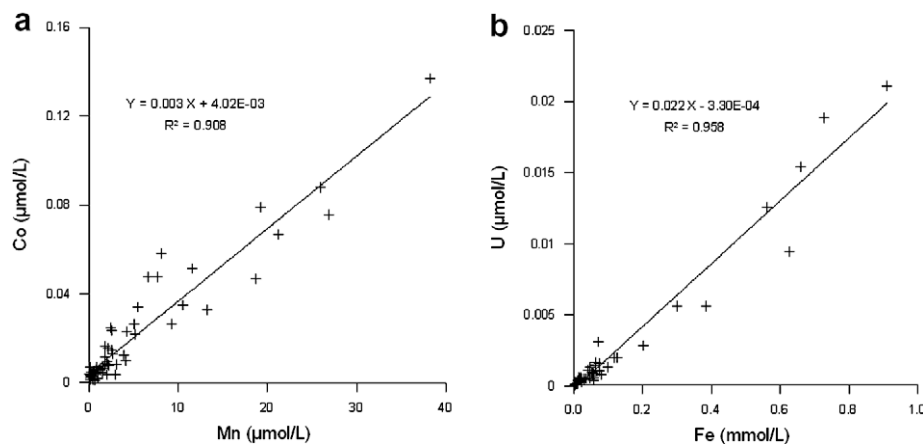 a
0.16
0.12
0.08
0.04
0
Co (µmol/L)
Y = 0.003 X + 4.02E-03
R² = 0.908
0 10 20 30 40
Mn (µmol/L)
b
0.025
0.02
0.015
0.01
0.005
0
U (µmol/L)
Y = 0.022 X - 3.30E-04
R² = 0.958
0.0 0.2 0.4 0.6 0.8 1.0
Fe (mmol/L)